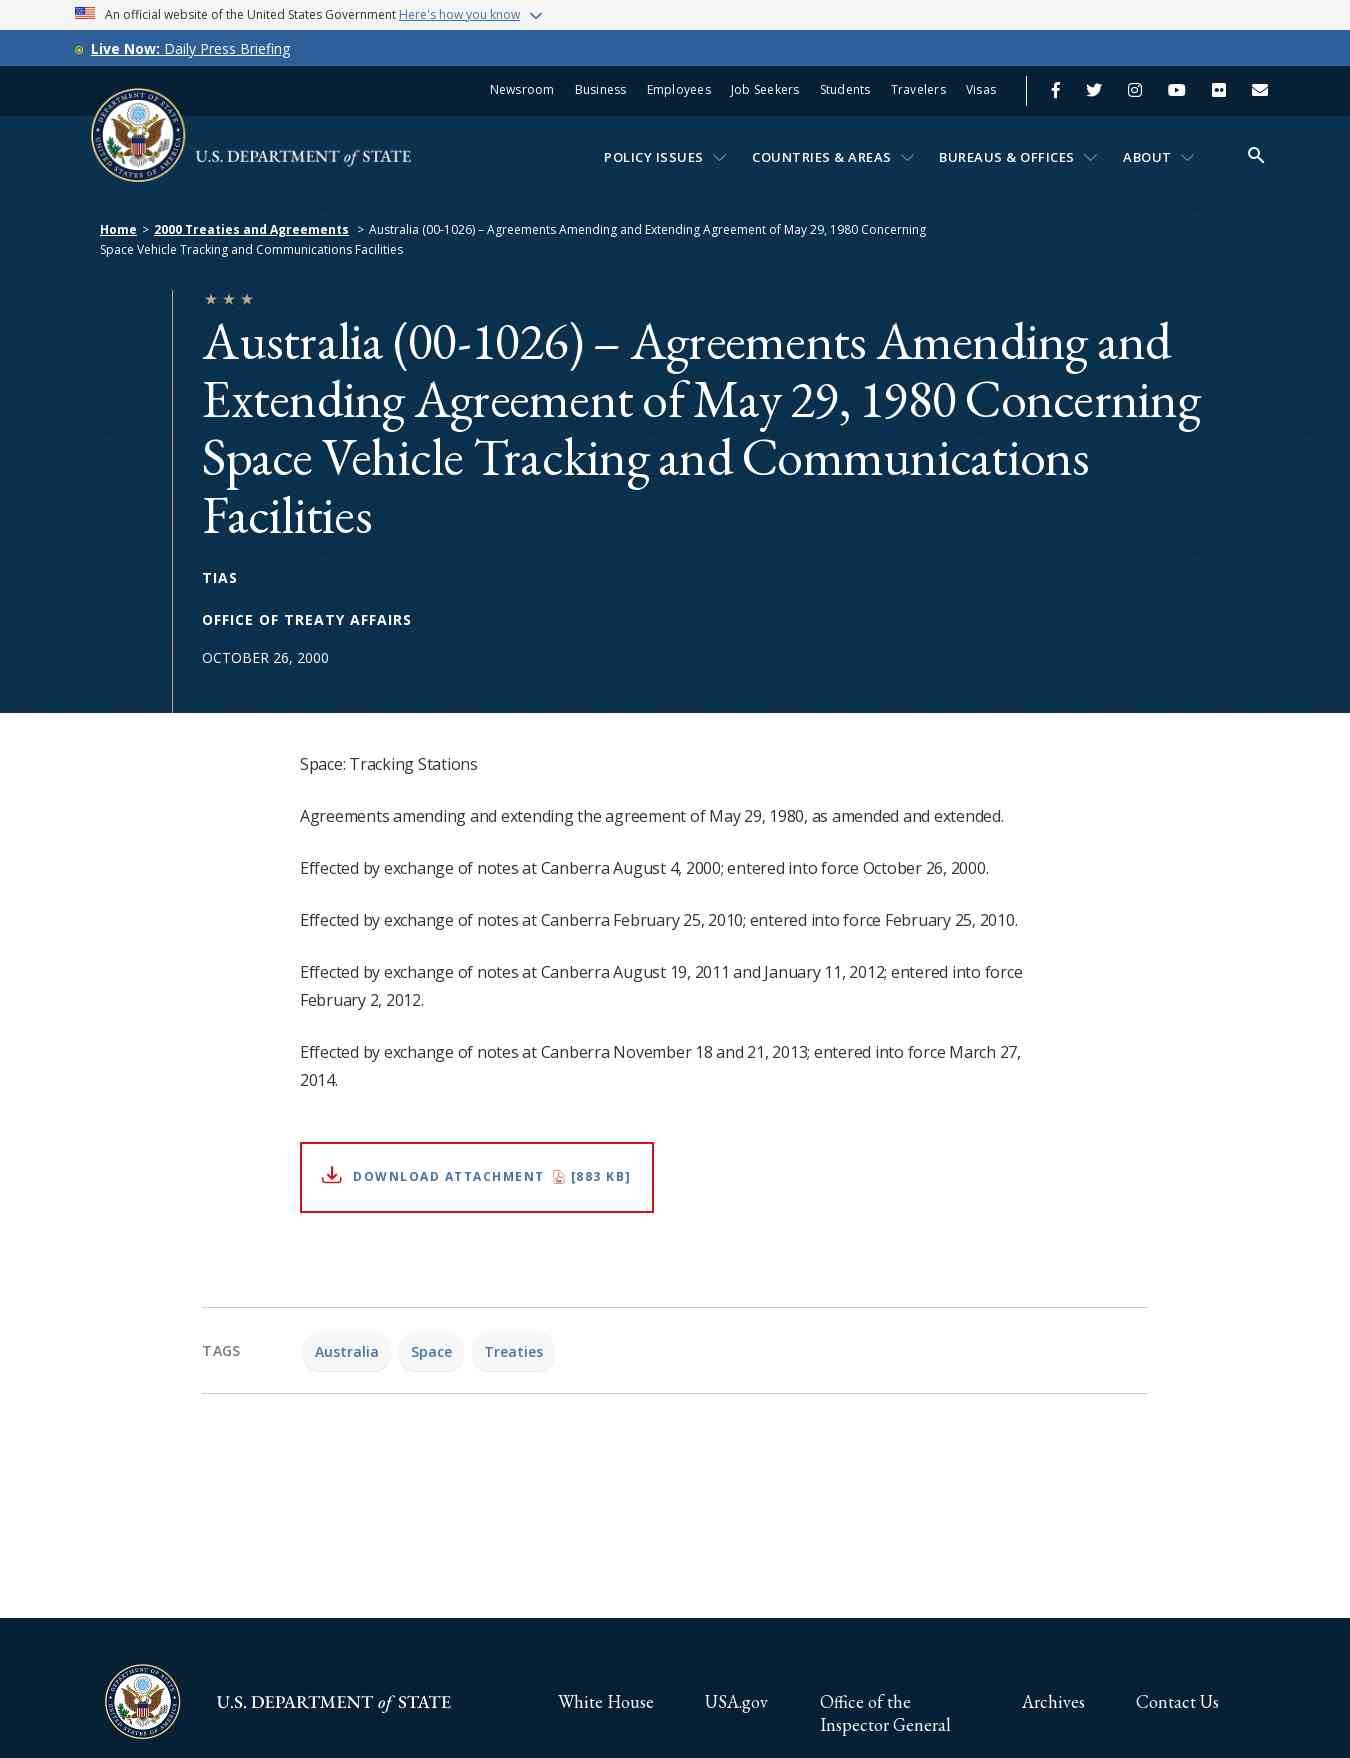 An official website of the United States Government Here's how you know
Live Now: Daily Press Briefing
Newsroom Business Employees Job Seekers Students Travelers Visas
U.S. DEPARTMENT of STATE
POLICY ISSUES COUNTRIES & AREAS BUREAUS & OFFICES ABOUT
Home > 2000 Treaties and Agreements > Australia (00-1026) – Agreements Amending and Extending Agreement of May 29, 1980 Concerning
Space Vehicle Tracking and Communications Facilities
Australia (00-1026) – Agreements Amending and
Extending Agreement of May 29, 1980 Concerning
Space Vehicle Tracking and Communications
Facilities
TIAS
OFFICE OF TREATY AFFAIRS
OCTOBER 26, 2000
Space: Tracking Stations
Agreements amending and extending the agreement of May 29, 1980, as amended and extended.
Effected by exchange of notes at Canberra August 4, 2000; entered into force October 26, 2000.
Effected by exchange of notes at Canberra February 25, 2010; entered into force February 25, 2010.
Effected by exchange of notes at Canberra August 19, 2011 and January 11, 2012; entered into force
February 2, 2012.
Effected by exchange of notes at Canberra November 18 and 21, 2013; entered into force March 27,
2014.
DOWNLOAD ATTACHMENT [883 KB]
TAGS Australia Space Treaties
U.S. DEPARTMENT of STATE
White House USA.gov Office of the Archives Contact Us
Inspector General